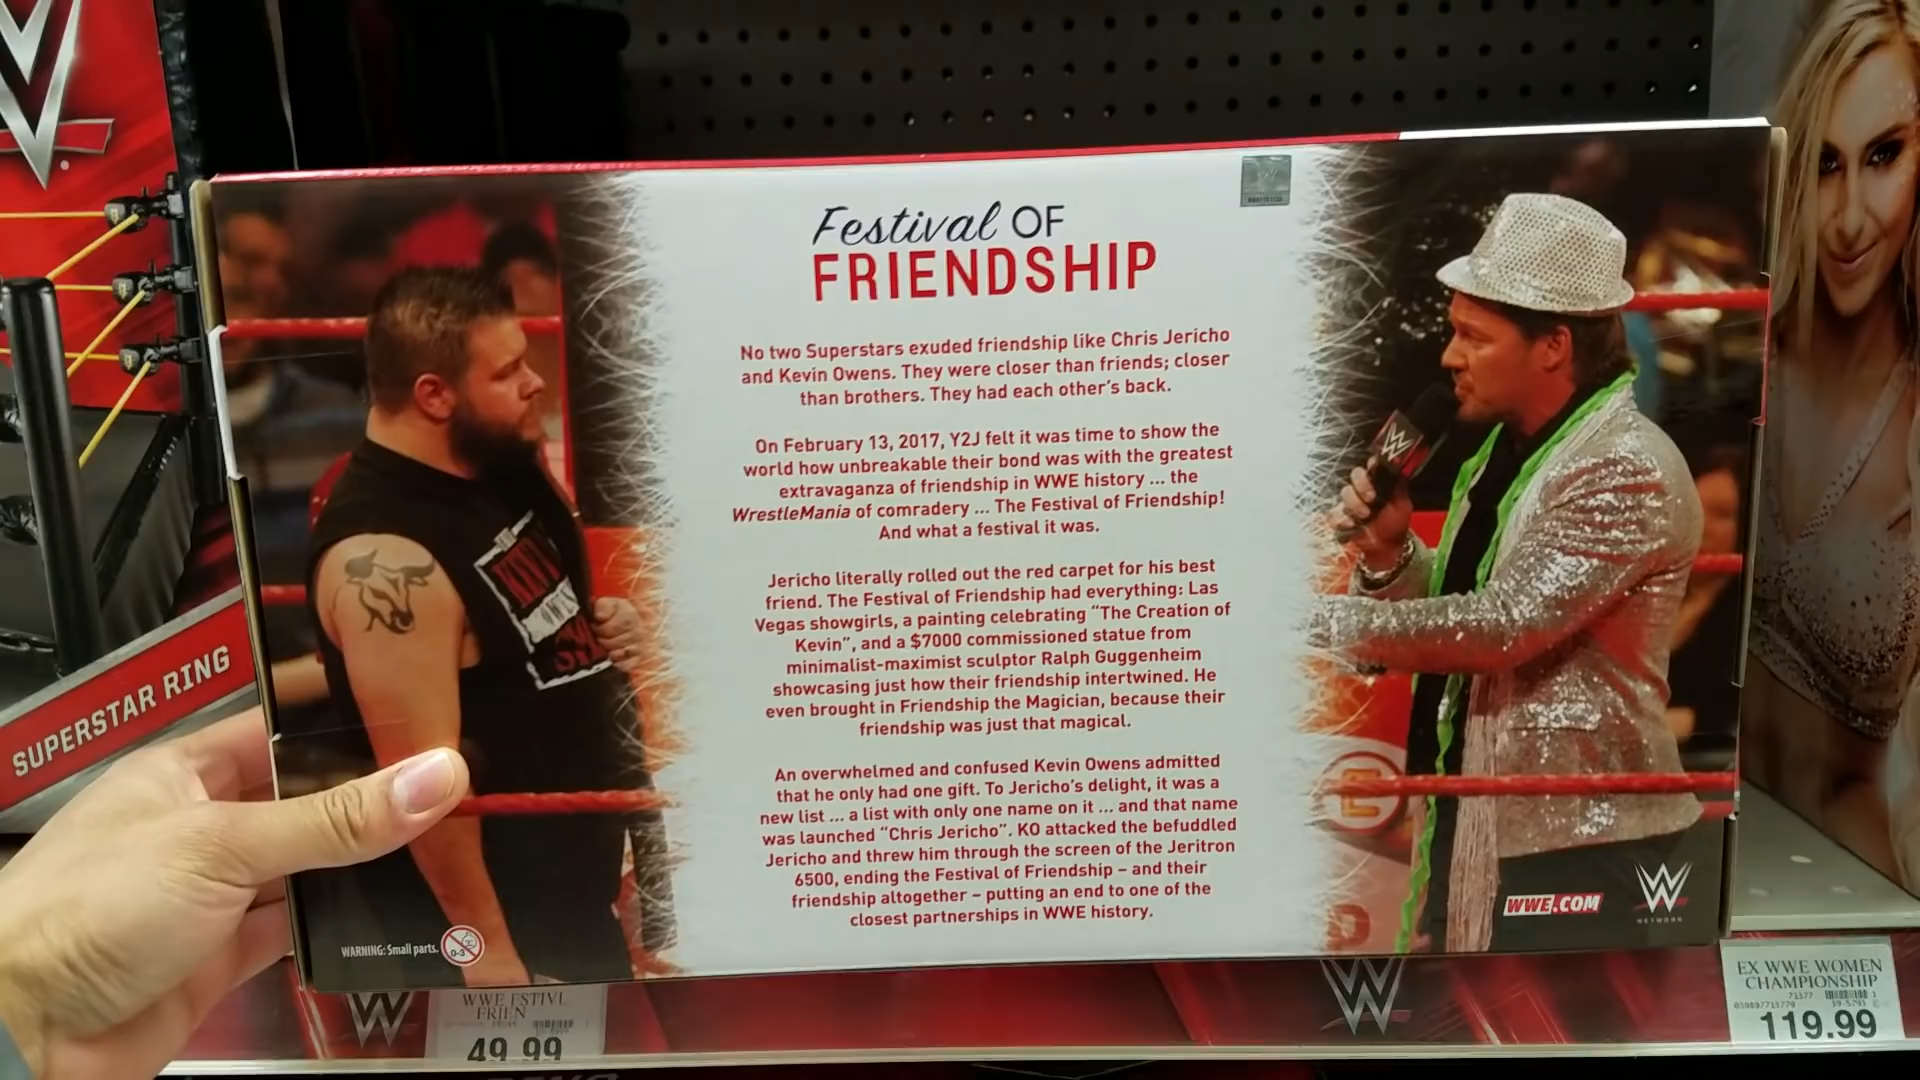 Festival OF
FRIENDSHIP
No two Superstars exuded friendship like Chris Jericho
and Kevin Owens. They were closer than friends; closer
than brothers. They had each other's back.
On February 13, 2017, Y2J felt it was time to show the
world how unbreakable their bond was with the greatest
extravaganza of friendship in WWE history ... the
WrestleMania of comradery ... The Festival of Friendship!
And what a festival it was.
Jericho literally rolled out the red carpet for his best
friend. The Festival of Friendship had everything: Las
Vegas showgirls, a painting celebrating "The Creation of
Kevin", and a $7000 commissioned statue from
minimalist-maximist sculptor Ralph Guggenheim
showcasing just how their friendship intertwined. He
even brought in Friendship the Magician, because their
friendship was just that magical.
An overwhelmed and confused Kevin Owens admitted
that he only had one gift. To Jericho's delight, it was a
new list ... a list with only one name on it ... and that name
was launched "Chris Jericho". KO attacked the befuddled
Jericho and threw him through the screen of the Jeritron
6500, ending the Festival of Friendship – and their
friendship altogether – putting an end to one of the
closest partnerships in WWE history.
SUPERSTAR RING
WARNING: Small parts.
0-3
WWE.COM
W
NETWORK
WWE FSTIVL
FRIEN
49.99
EX WWE WOMEN
CHAMPIONSHIP
71377
119.99